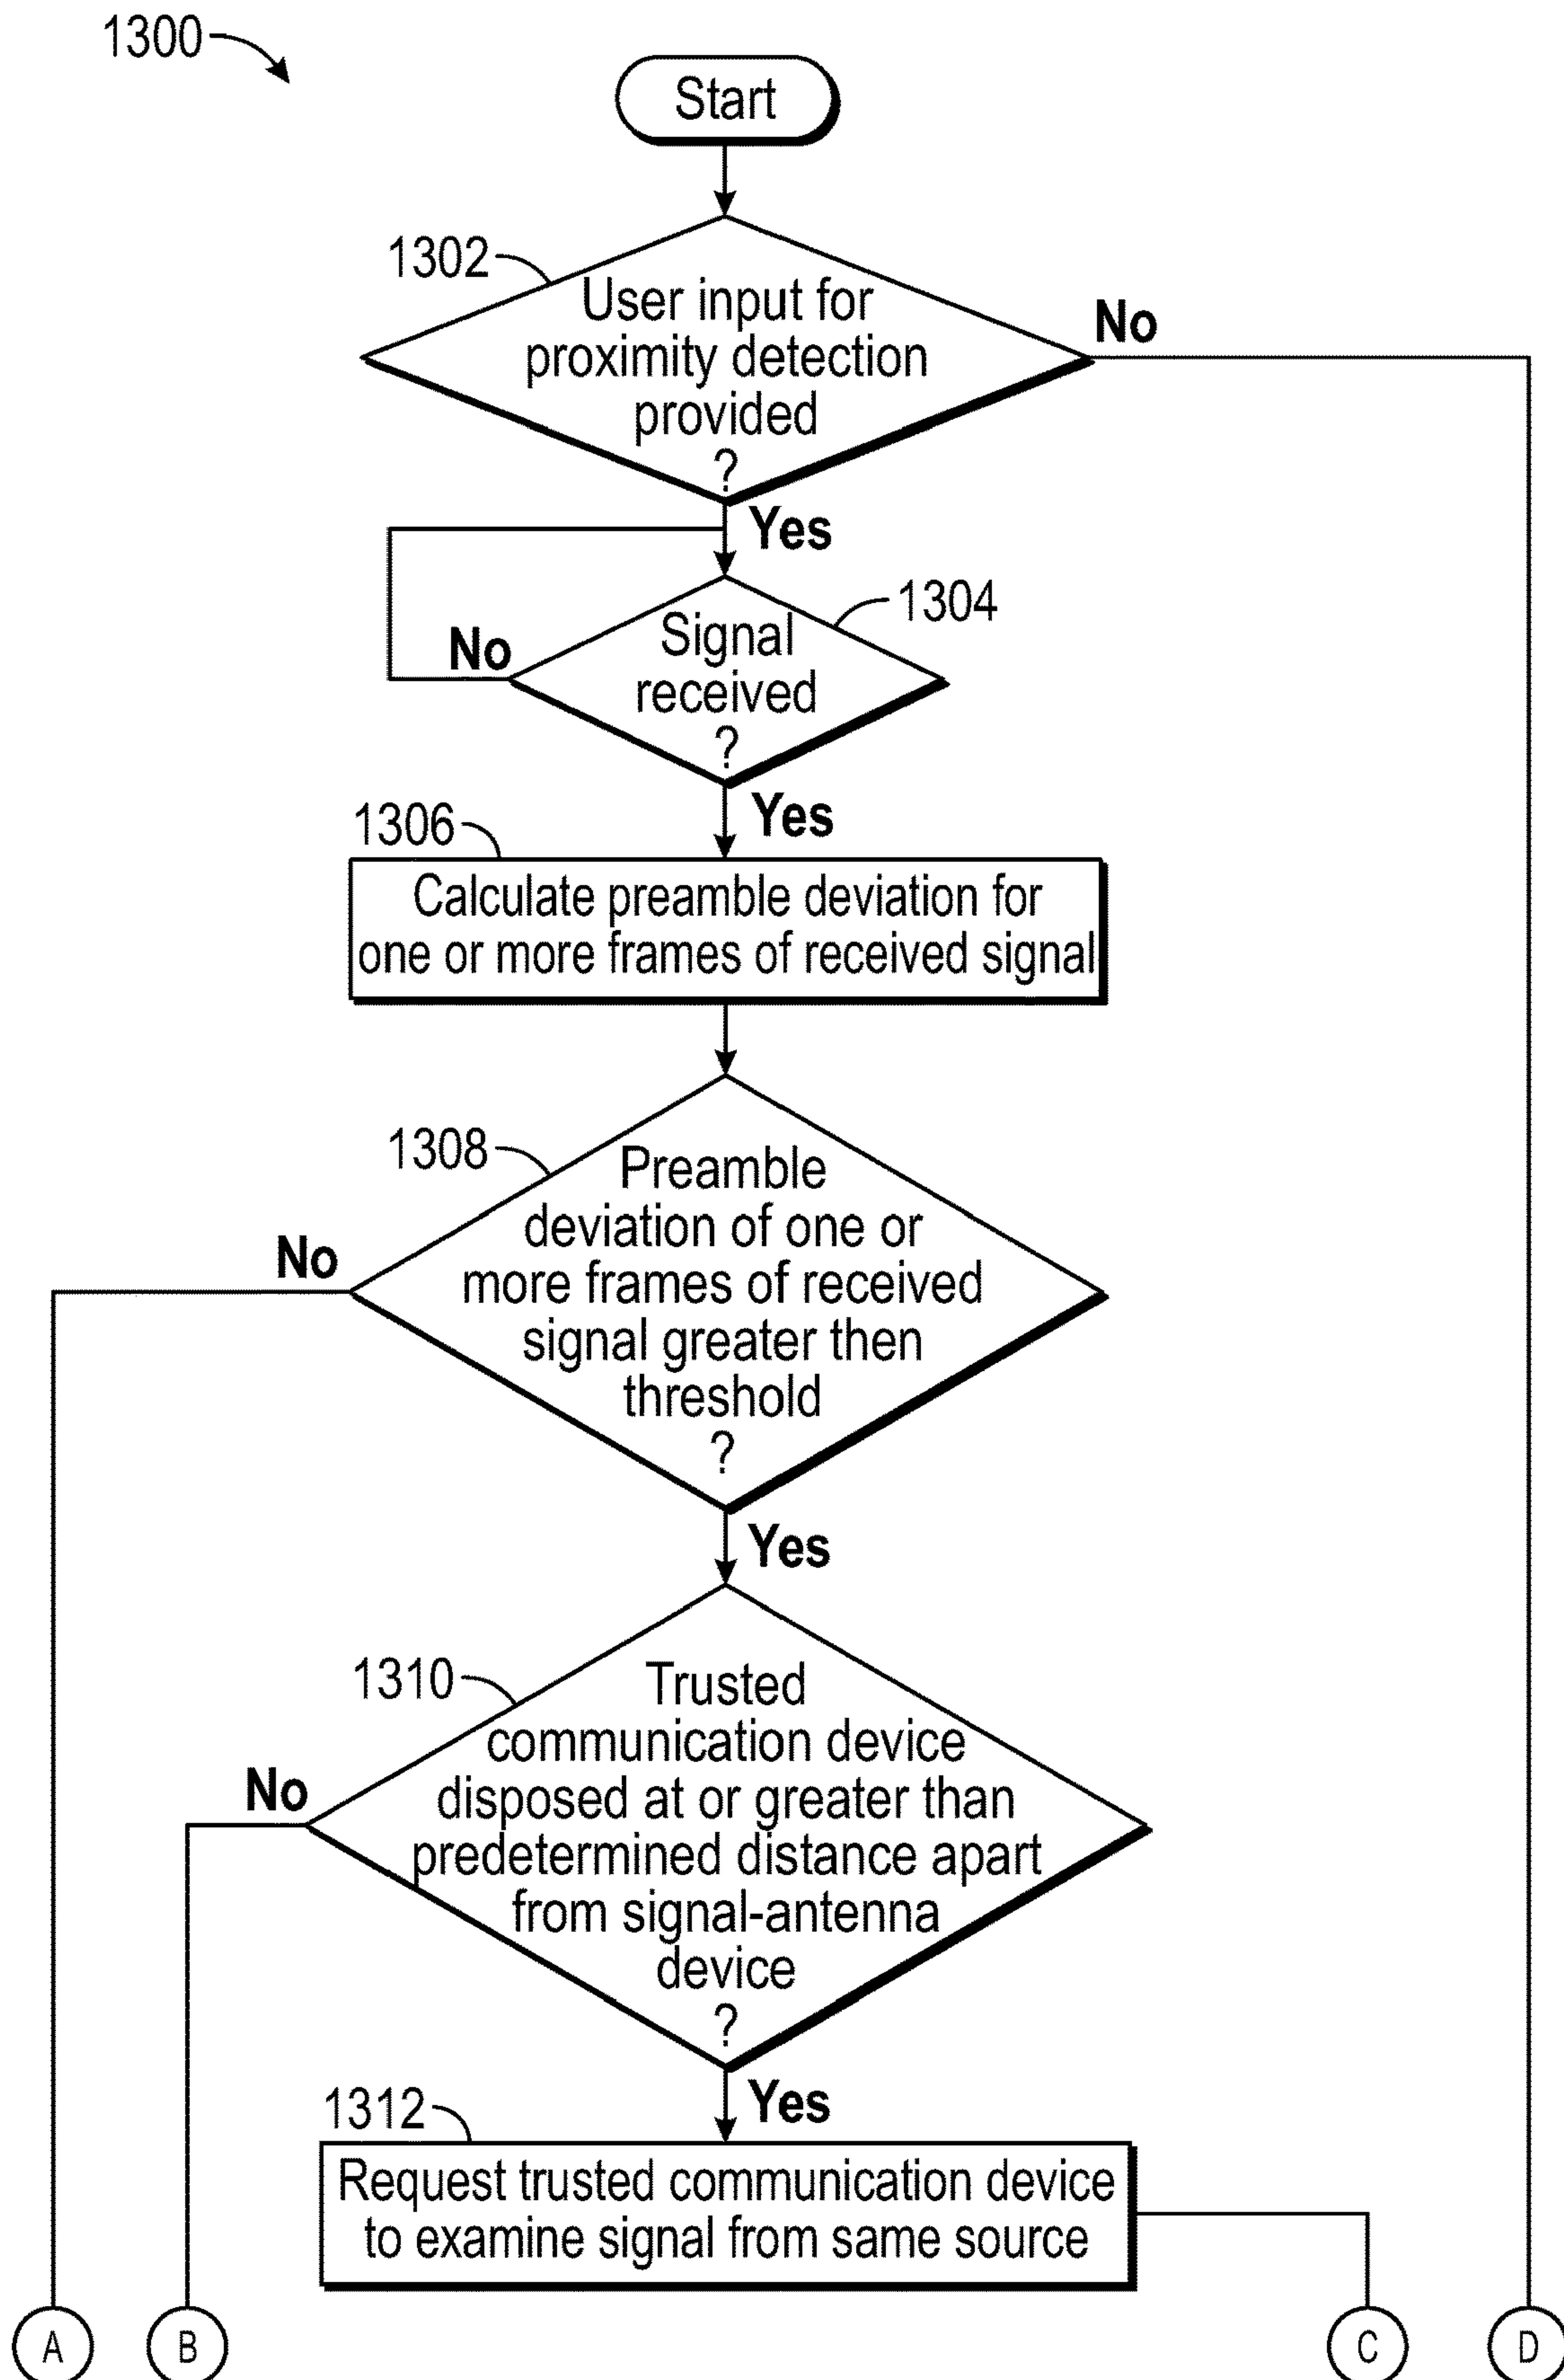 1300
Start
1302
User input for
proximity detection
provided
?
No
Yes
1304
Signal
received
?
No
Yes
1306
Calculate preamble deviation for
one or more frames of received signal
1308
Preamble
deviation of one or
more frames of received
signal greater then
threshold
?
No
Yes
1310
Trusted
communication device
disposed at or greater than
predetermined distance apart
from signal-antenna
device
?
No
Yes
1312
Request trusted communication device
to examine signal from same source
A
B
C
D